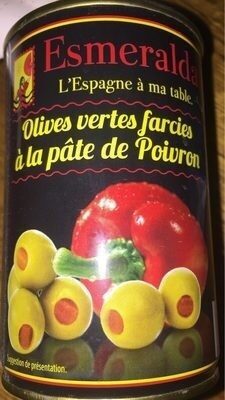 Esmeralda
L'Espagne à ma table.
Olives vertes farcies
à la pâte de Poivron
Suggestion de présentation.